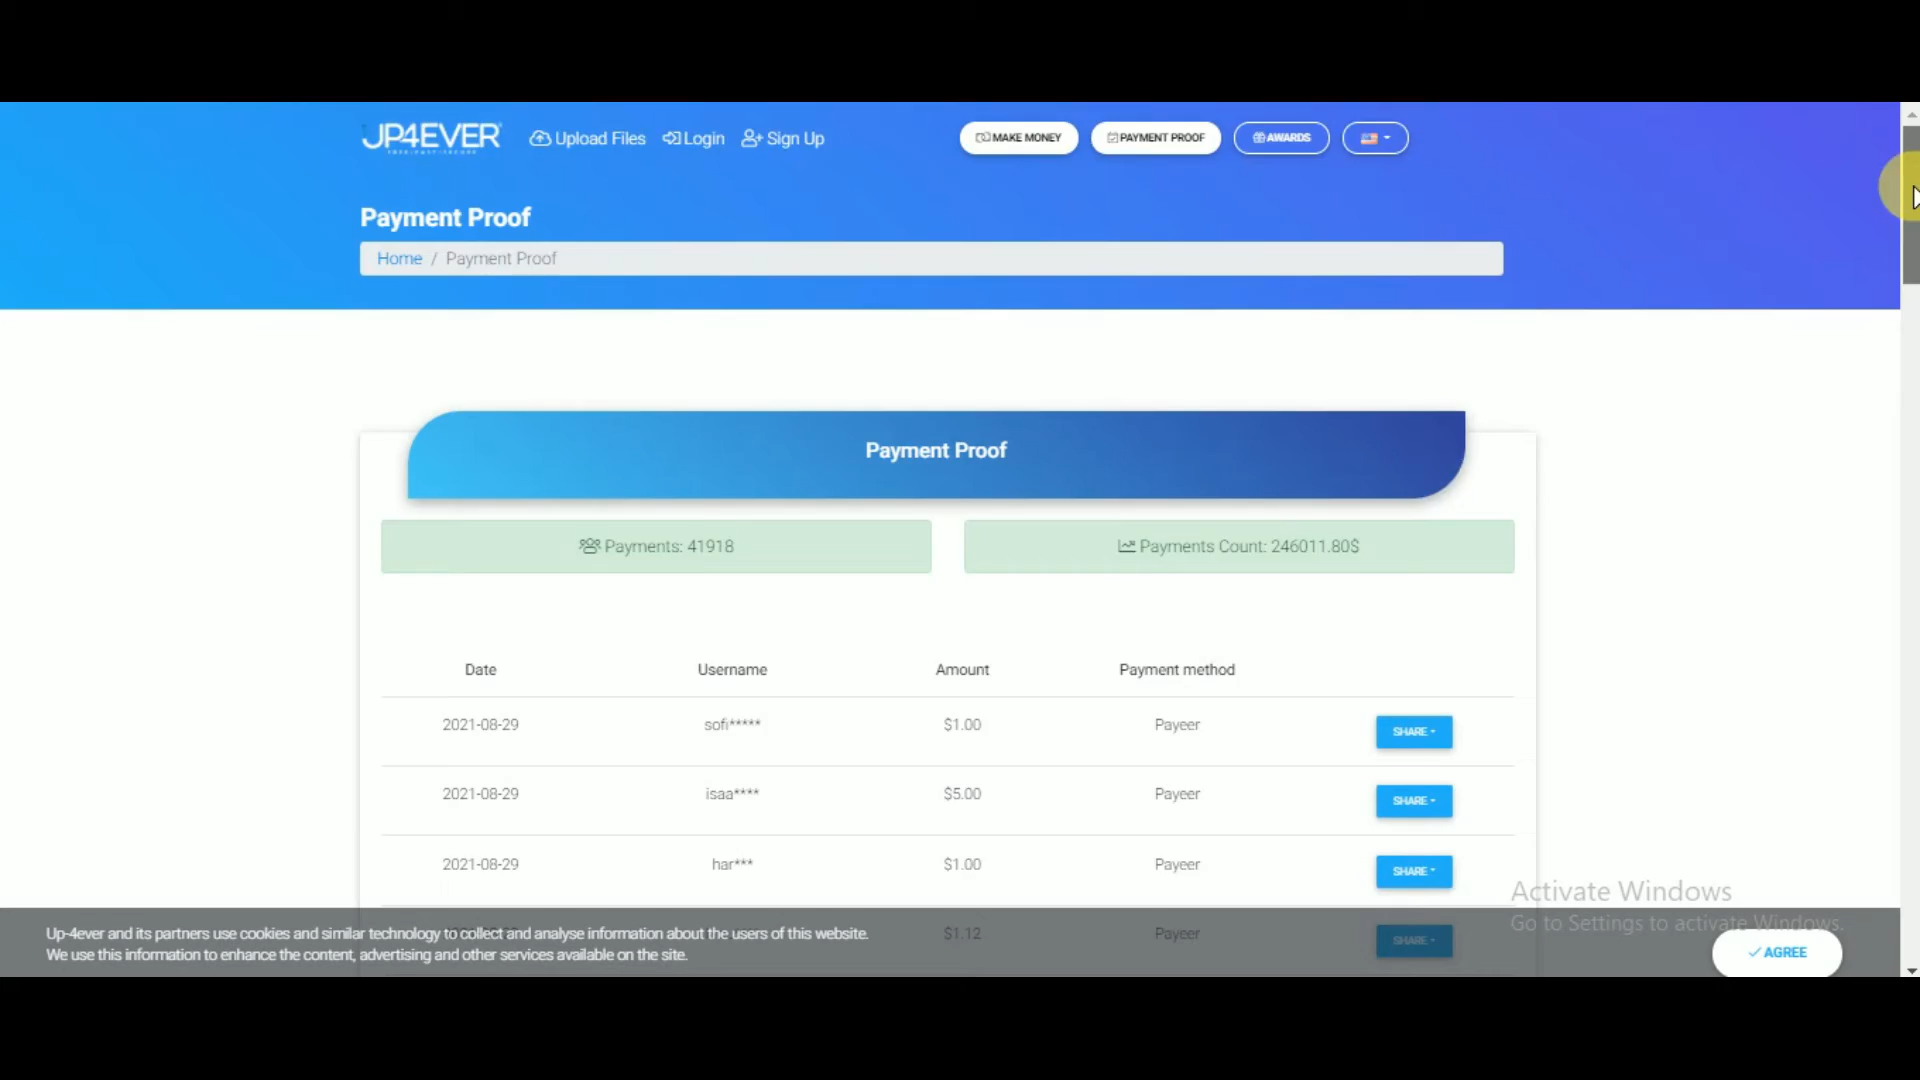 UP4EVER Upload Files Login Sign Up MAKE MONEY PAYMENT PROOF AWARDS
Payment Proof
Home / Payment Proof
Payment Proof
Payments: 41918 Payments Count: 246011.80$
Date Username Amount Payment method
2021-08-29 sofi***** $1.00 Payeer SHARE
2021-08-29 isaa**** $5.00 Payeer SHARE
2021-08-29 har*** $1.00 Payeer SHARE
$1.12 Payeer SHARE
Up-4ever and its partners use cookies and similar technology to collect and analyse information about the users of this website.
We use this information to enhance the content, advertising and other services available on the site.
AGREE
Activate Windows
Go to Settings to activate Windows.